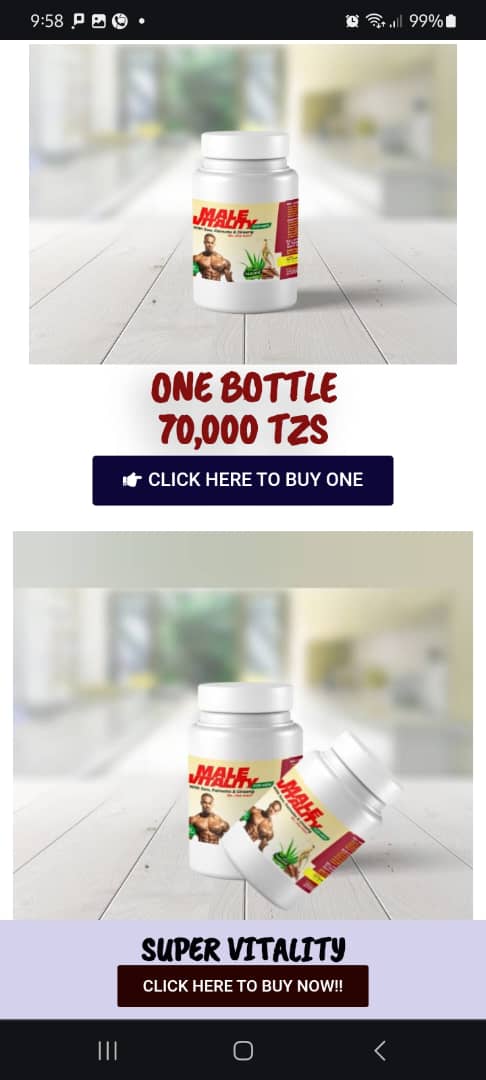 9:58
99%
MALE
VITALITY
ONE BOTTLE
70,000 TZS
CLICK HERE TO BUY ONE
MALE
VITALITY
MALE
VITALITY
SUPER VITALITY
CLICK HERE TO BUY NOW!!